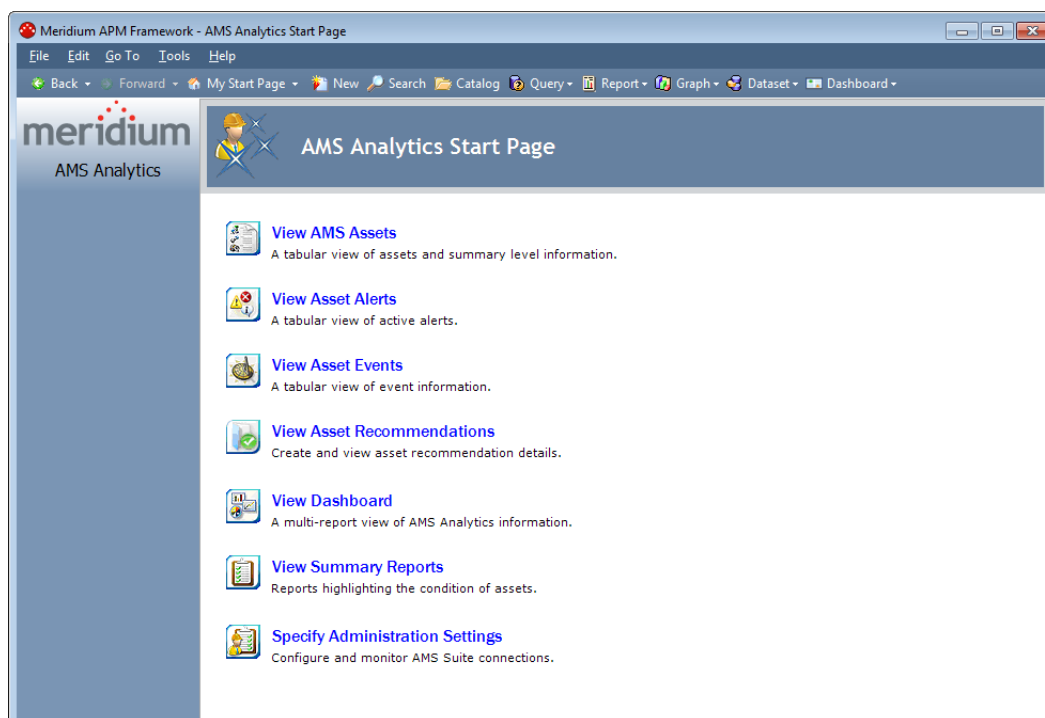 Meridium APM Framework - AMS Analytics Start Page
File Edit Go To Tools Help
Back Forward My Start Page New Search Catalog Query Report Graph Dataset Dashboard
meridium
AMS Analytics
AMS Analytics Start Page
View AMS Assets
A tabular view of assets and summary level information.
View Asset Alerts
A tabular view of active alerts.
View Asset Events
A tabular view of event information.
View Asset Recommendations
Create and view asset recommendation details.
View Dashboard
A multi-report view of AMS Analytics information.
View Summary Reports
Reports highlighting the condition of assets.
Specify Administration Settings
Configure and monitor AMS Suite connections.